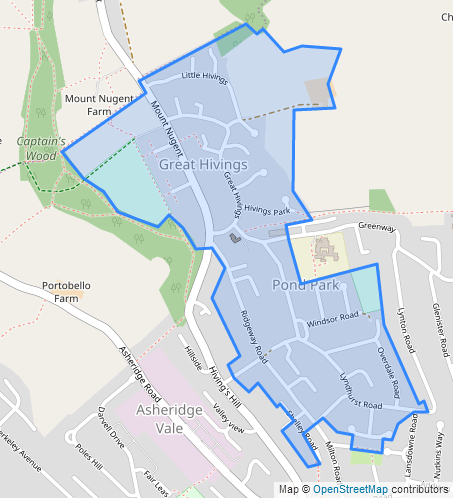 Ch
Little Hivings
Mount Nugent
Farm
Mount Nugent
Captain's
Wood
Great Hivings
Great Hivings
Hivings Park
Greenway
Portobello
Farm
Pond Park
Windsor Road
Ridgeway Road
Lynton Road
Glenister Road
Hillside
Asheridge Road
Hiving's Hill
Overdale Road
Lyndhurst Road
Asheridge
Vale
Valley view
Shelley Road
Darvell Drive
Berkeley Avenue
Poles Hill
Fair Leas
Milton Road
Lansdowne Road
Nutkins Way
Map © OpenStreetMap contributors